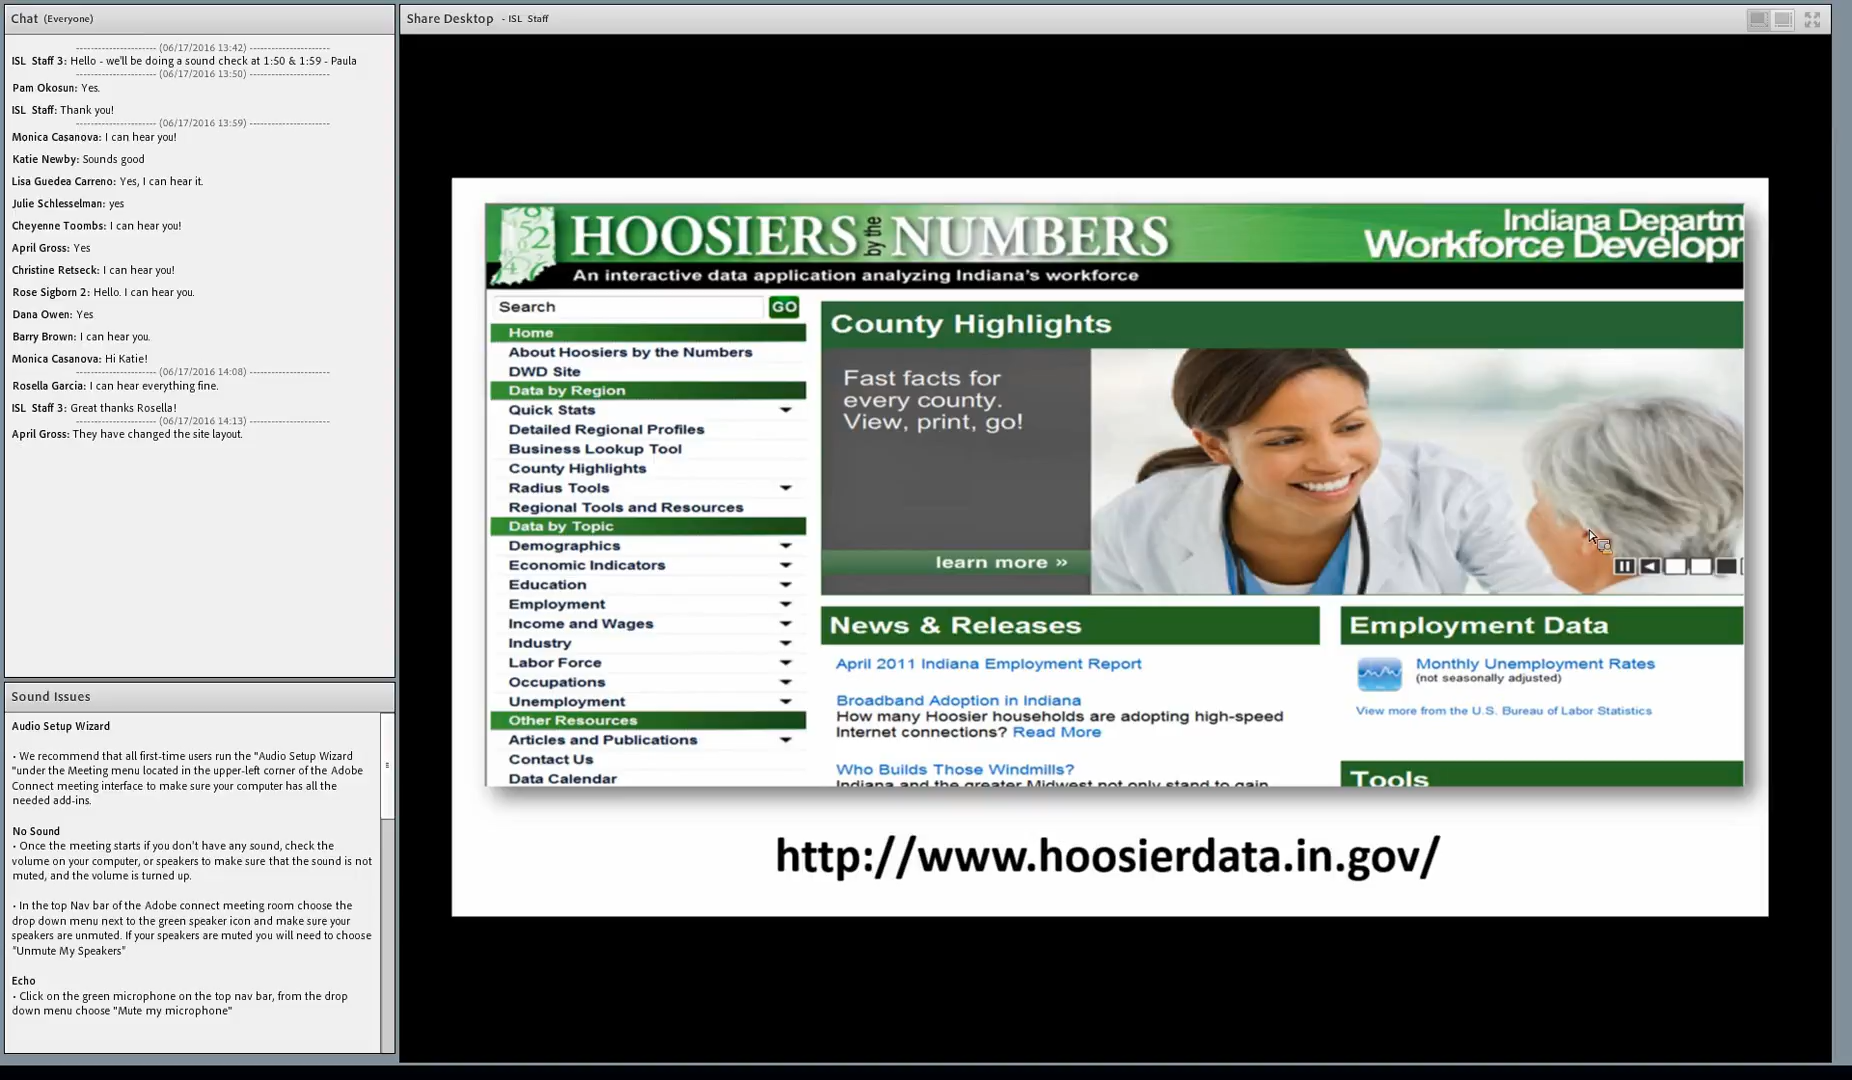 Chat (Everyone)
---------------------- (06/17/2016 13:42) ----------------------
ISL Staff 3: Hello - we'll be doing a sound check at 1:50 & 1:59 - Paula
---------------------- (06/17/2016 13:50) ----------------------
Pam Okosun: Yes.
ISL Staff: Thank you!
---------------------- (06/17/2016 13:59) ----------------------
Monica Casanova: I can hear you!
Katie Newby: Sounds good
Lisa Guedea Carreno: Yes, I can hear it.
Julie Schlesselman: yes
Cheyenne Toombs: I can hear you!
April Gross: Yes
Christine Retseck: I can hear you!
Rose Sigborn 2: Hello. I can hear you.
Dana Owen: Yes
Barry Brown: I can hear you.
Monica Casanova: Hi Katie!
---------------------- (06/17/2016 14:08) ----------------------
Rosella Garcia: I can hear everything fine.
ISL Staff 3: Great thanks Rosella!
---------------------- (06/17/2016 14:13) ----------------------
April Gross: They have changed the site layout.
Sound Issues
Audio Setup Wizard
• We recommend that all first-time users run the "Audio Setup Wizard
"under the Meeting menu located in the upper-left corner of the Adobe
Connect meeting interface to make sure your computer has all the
needed add-ins.
No Sound
• Once the meeting starts if you don't have any sound, check the
volume on your computer, or speakers to make sure that the sound is not
muted, and the volume is turned up.
• In the top Nav bar of the Adobe connect meeting room choose the
drop down menu next to the green speaker icon and make sure your
speakers are unmuted. If your speakers are muted you will need to choose
"Unmute My Speakers"
Echo
• Click on the green microphone on the top nav bar, from the drop
down menu choose "Mute my microphone"
Share Desktop - ISL Staff
HOOSIERS by the NUMBERS
An interactive data application analyzing Indiana's workforce
Indiana Departm
Workforce Develop
Search GO
Home
About Hoosiers by the Numbers
DWD Site
Data by Region
Quick Stats
Detailed Regional Profiles
Business Lookup Tool
County Highlights
Radius Tools
Regional Tools and Resources
Data by Topic
Demographics
Economic Indicators
Education
Employment
Income and Wages
Industry
Labor Force
Occupations
Unemployment
Other Resources
Articles and Publications
Contact Us
Data Calendar
County Highlights
Fast facts for
every county.
View, print, go!
learn more »
News & Releases
April 2011 Indiana Employment Report
Broadband Adoption in Indiana
How many Hoosier households are adopting high-speed
Internet connections? Read More
Who Builds Those Windmills?
Indiana and the greater Midwest not only stand to gain
Employment Data
Monthly Unemployment Rates
(not seasonally adjusted)
View more from the U.S. Bureau of Labor Statistics
Tools
http://www.hoosierdata.in.gov/